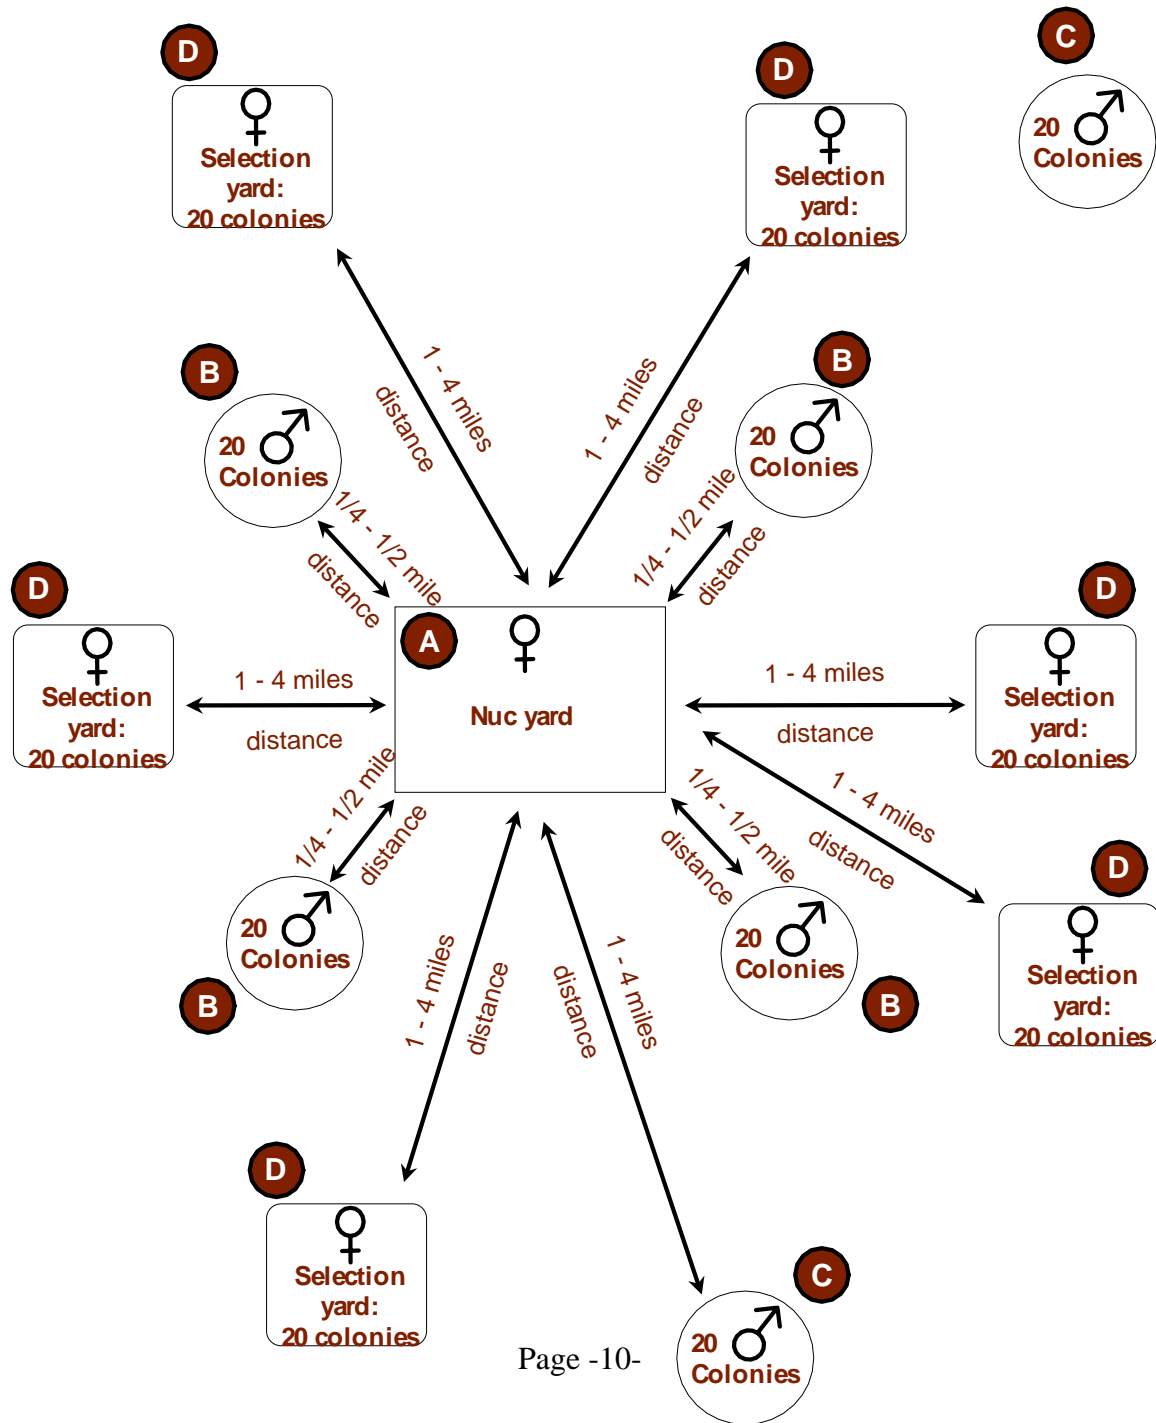 D
D
C
Selection
yard:
20 colonies
Selection
yard:
20 colonies
20
Colonies
1 - 4 miles
distance
1 - 4 miles
distance
B
B
20
Colonies
20
Colonies
1/4 - 1/2 mile
distance
1/4 - 1/2 mile
distance
D
D
A
Selection
yard:
20 colonies
1 - 4 miles
distance
Nuc yard
1 - 4 miles
distance
Selection
yard:
20 colonies
1/4 - 1/2 mile
distance
1/4 - 1/2 mile
distance
1 - 4 miles
distance
D
20
Colonies
20
Colonies
Selection
yard:
20 colonies
B
B
1 - 4 miles
distance
1 - 4 miles
distance
D
C
Selection
yard:
20 colonies
20
Colonies
Page -10-